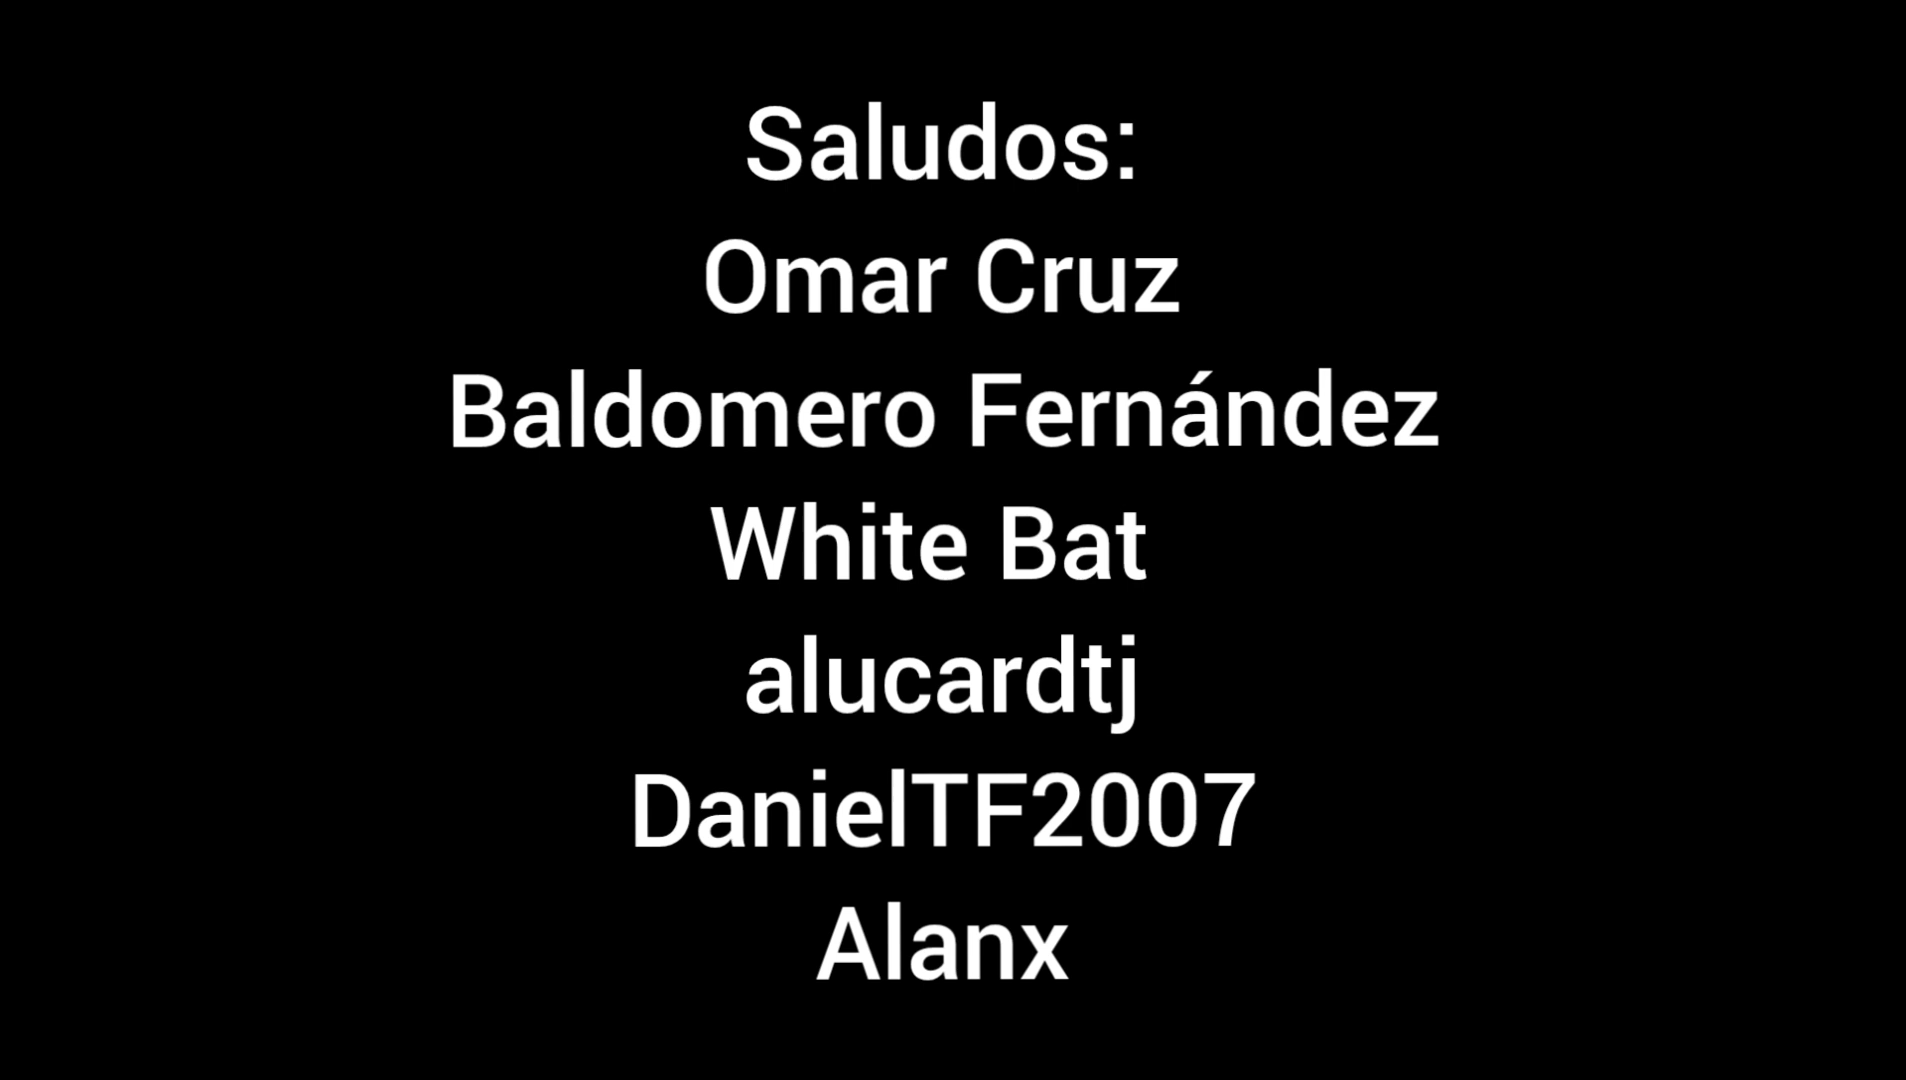 Saludos:
Omar Cruz
Baldomero Fernández
White Bat
alucardtj
DanielTF2007
Alanx